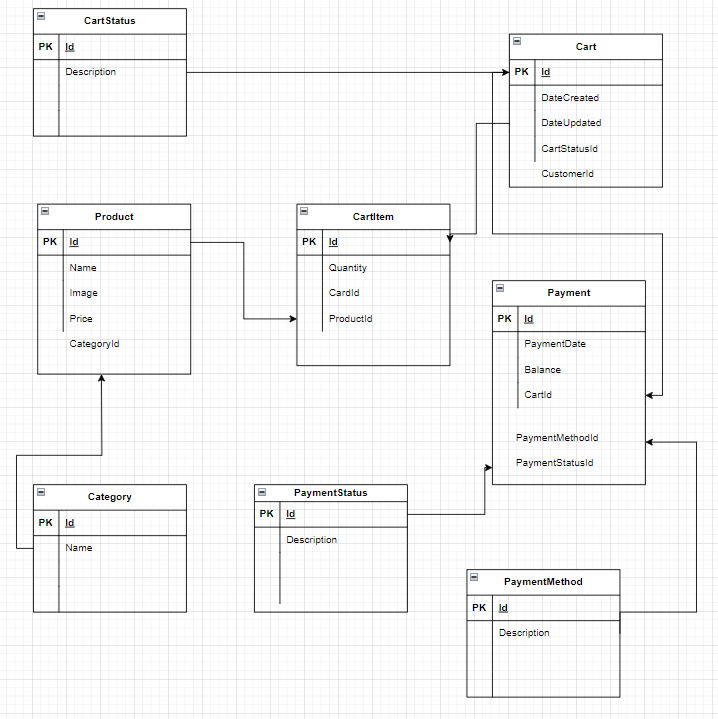 CartStatus
PK Id
Description
Cart
PK Id
DateCreated
DateUpdated
CartStatusId
CustomerId
Product
PK Id
Name
Image
Price
CategoryId
CartItem
PK Id
Quantity
CardId
ProductId
Payment
PK Id
PaymentDate
Balance
CartId
PaymentMethodId
PaymentStatusId
Category
PK Id
Name
PaymentStatus
PK Id
Description
PaymentMethod
PK Id
Description